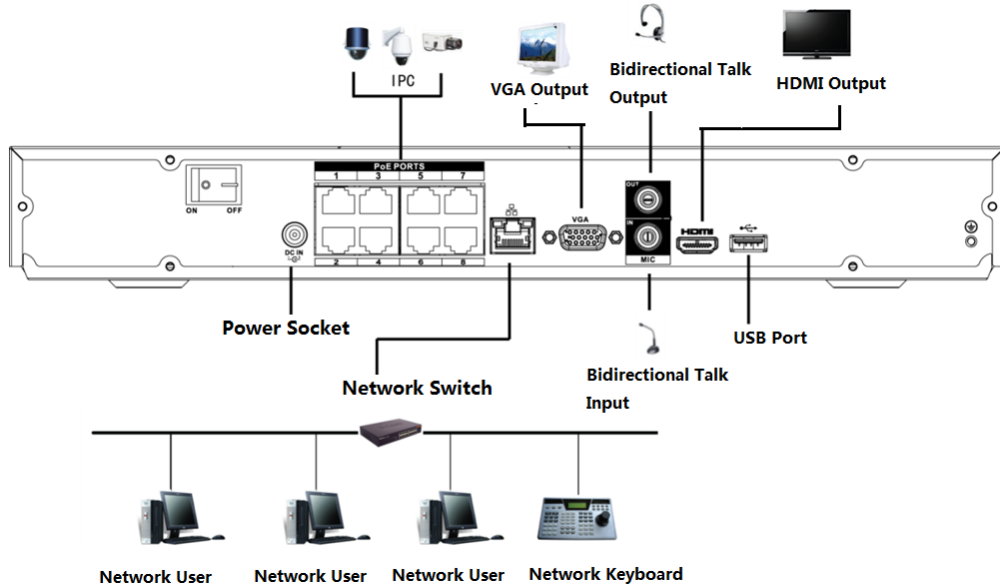 IPC
VGA Output
Bidirectional Talk
Output
HDMI Output
PoE PORTS
1 3 5 7
ON OFF
DC IN
2 4 6 8
VGA
OUT
IN
MIC
HDMI
Power Socket
Network Switch
Bidirectional Talk
Input
USB Port
Network User
Network User
Network User
Network Keyboard